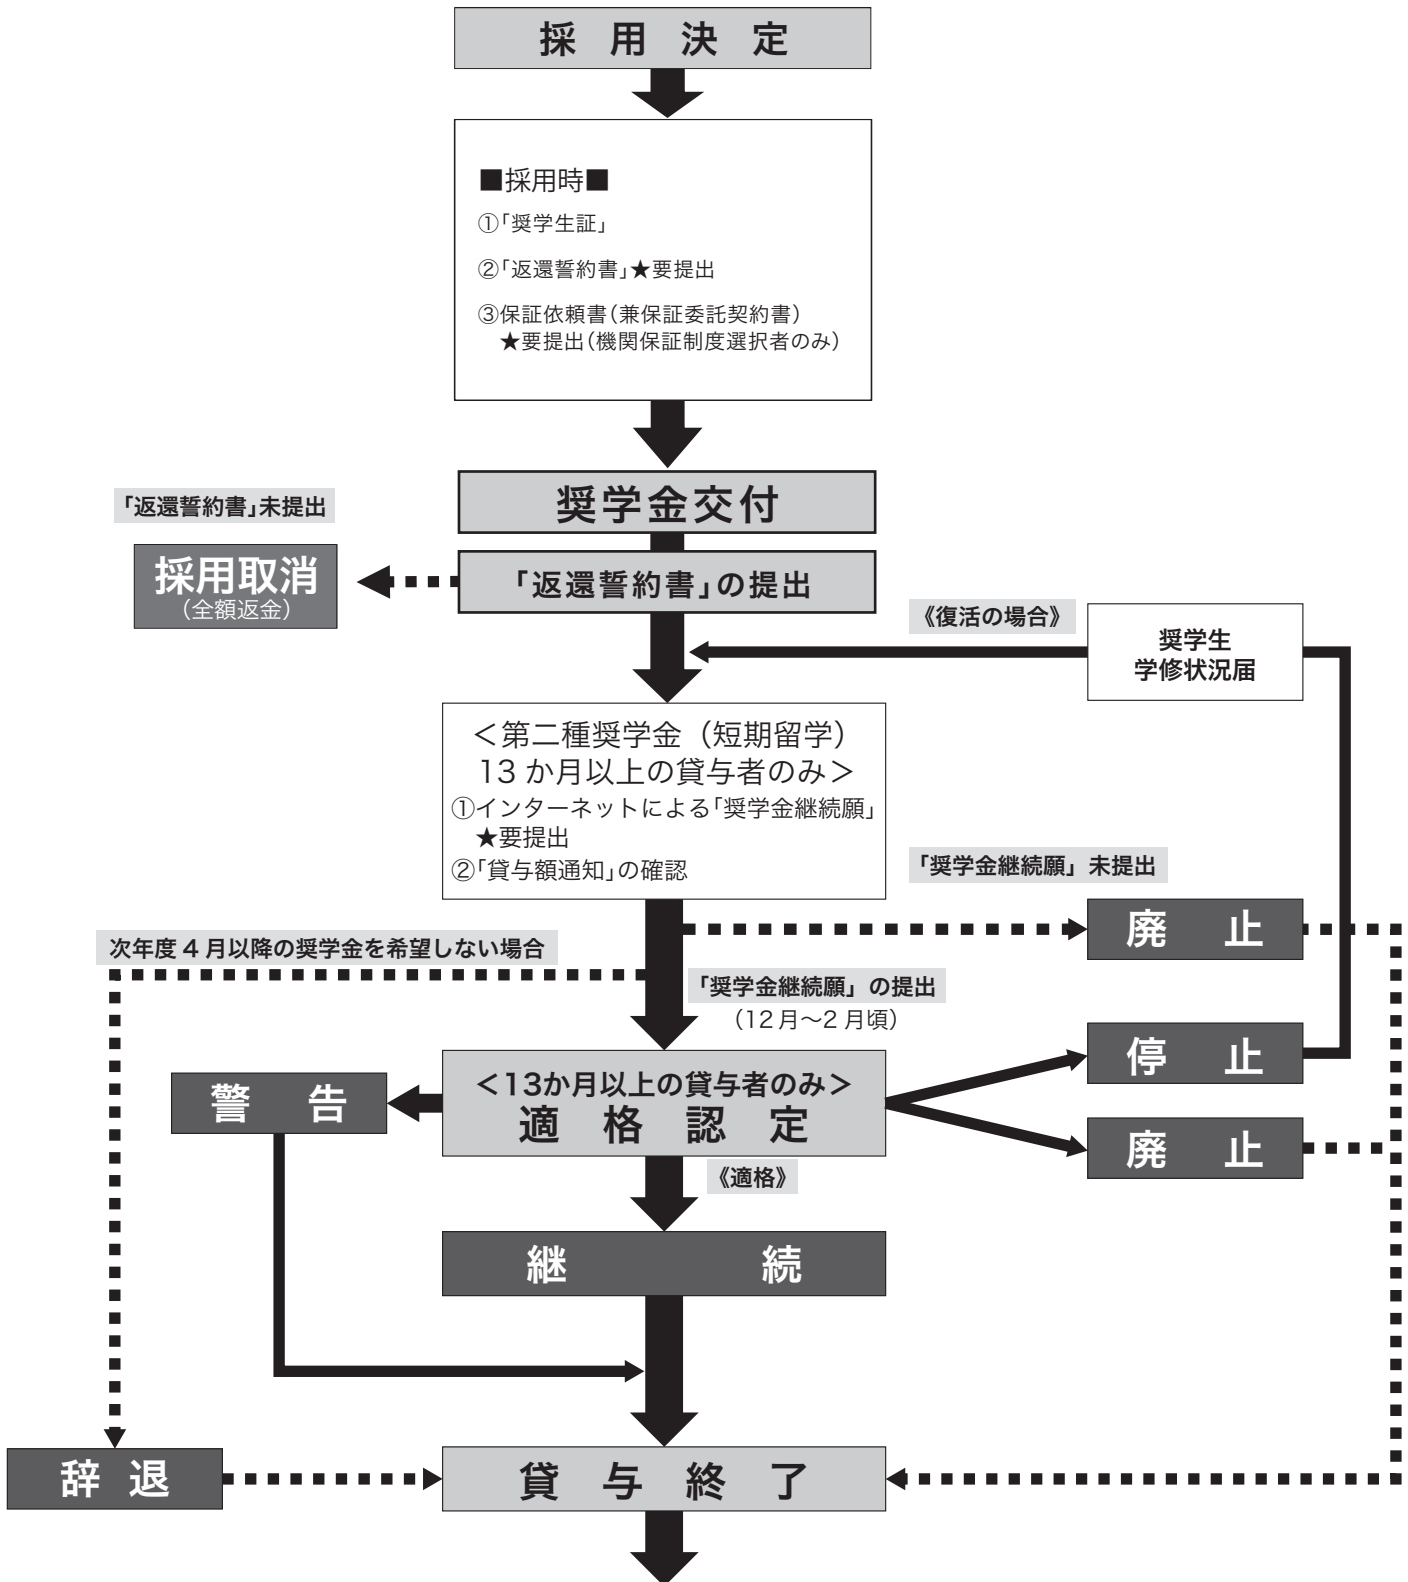 採用決定
■採用時■
①「奨学生証」
②「返還誓約書」★要提出
③保証依頼書(兼保証委託契約書)
★要提出(機関保証制度選択者のみ)
奨学金交付
「返還誓約書」未提出
採用取消
(全額返金)
「返還誓約書」の提出
《復活の場合》
奨学生
学修状況届
<第二種奨学金(短期留学)
13か月以上の貸与者のみ>
①インターネットによる「奨学金継続願」
★要提出
②「貸与額通知」の確認
「奨学金継続願」未提出
廃止
次年度4月以降の奨学金を希望しない場合
「奨学金継続願」の提出
(12月~2月頃)
停止
<13か月以上の貸与者のみ>
適格認定
警告
廃止
《適格》
継続
辞退
貸与終了